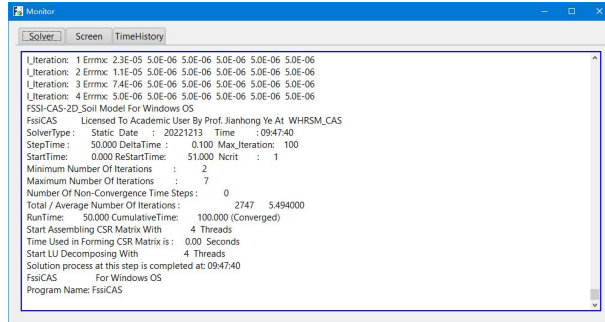 Monitor
Solver Screen TimeHistory
I_Iteration: 1 Errmx: 2.3E-05 5.0E-06 5.0E-06 5.0E-06 5.0E-06 5.0E-06
I_Iteration: 2 Errmx: 1.1E-05 5.0E-06 5.0E-06 5.0E-06 5.0E-06 5.0E-06
I_Iteration: 3 Errmx: 7.4E-06 5.0E-06 5.0E-06 5.0E-06 5.0E-06 5.0E-06
I_Iteration: 4 Errmx: 5.0E-06 5.0E-06 5.0E-06 5.0E-06 5.0E-06 5.0E-06
FSSI-CAS-2D_Soil Model For Windows OS
FssiCAS Licensed To Academic User By Prof. Jianhong Ye At WHRSM_CAS
SolverType : Static Date : 20221213 Time : 09:47:40
StepTime : 50.000 DeltaTime : 0.100 Max_Iteration: 100
StartTime: 0.000 ReStartTime: 51.000 Ncrit : 1
Minimum Number Of Iterations : 2
Maximum Number Of Iterations : 7
Number Of Non-Convergence Time Steps : 0
Total / Average Number Of Iterations : 2747 5.494000
RunTime: 50.000 CumulativeTime: 100.000 (Converged)
Start Assembling CSR Matrix With 4 Threads
Time Used in Forming CSR Matrix is : 0.00 Seconds
Start LU Decomposing With 4 Threads
Solution process at this step is completed at: 09:47:40
FssiCAS For Windows OS
Program Name: FssiCAS